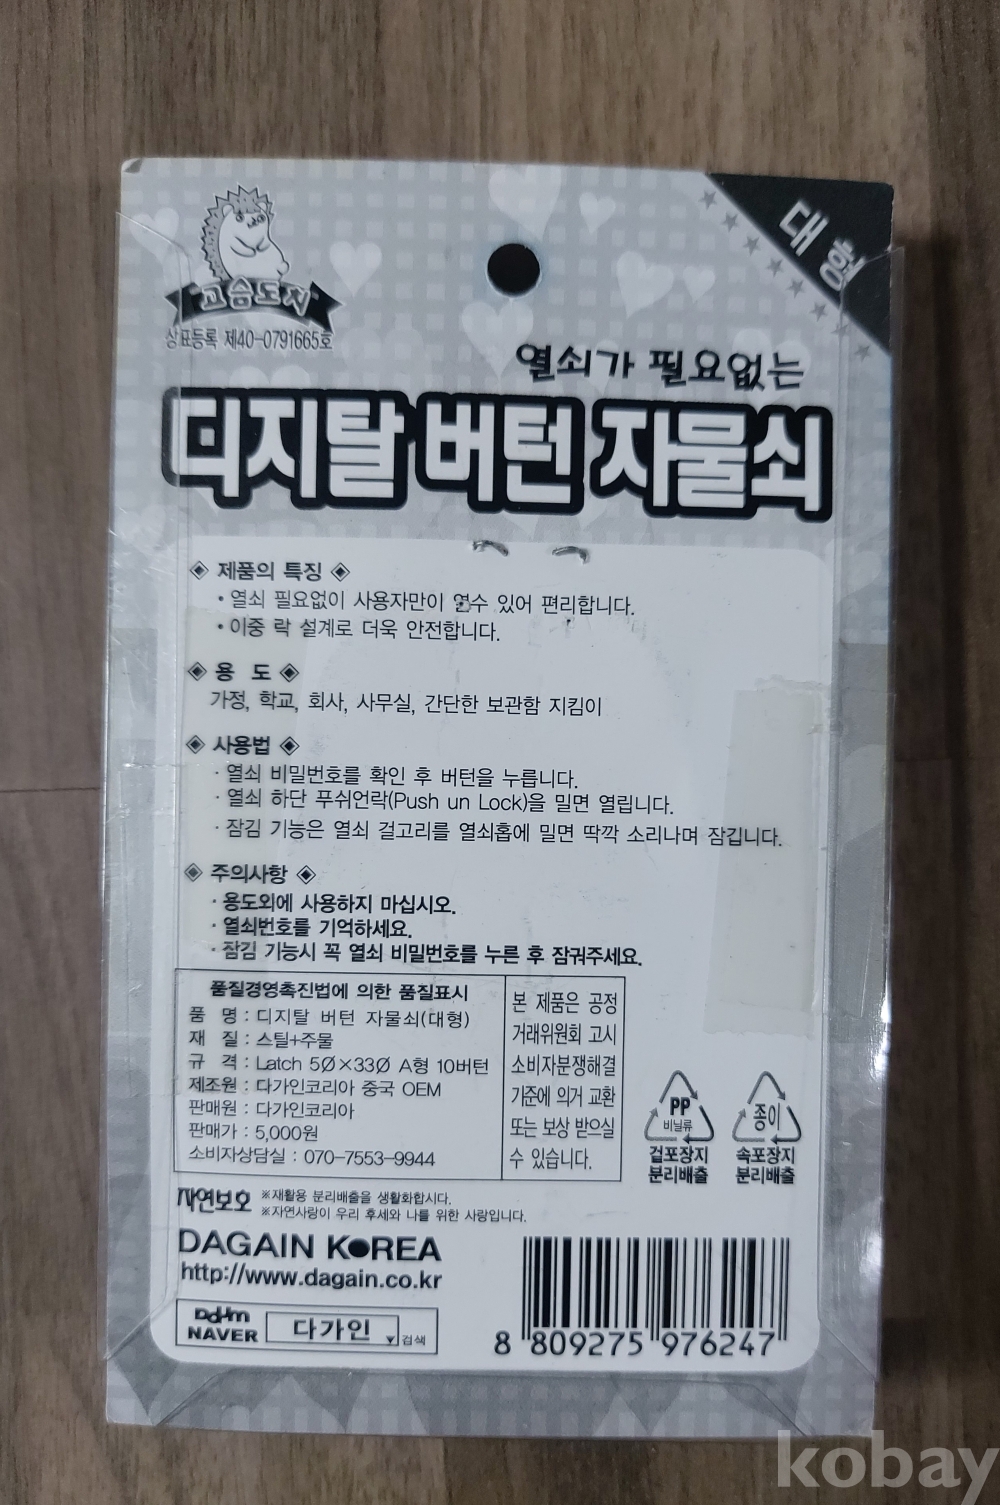 대형
고슴도치
상표등록 제40-0791665호
열쇠가 필요없는
디지탈 버턴 자물쇠
◈ 제품의 특징 ◈
• 열쇠 필요없이 사용자만이 열수 있어 편리합니다.
• 이중 락 설계로 더욱 안전합니다.
◈ 용 도 ◈
가정, 학교, 회사, 사무실, 간단한 보관함 지킴이
◈ 사용법 ◈
· 열쇠 비밀번호를 확인 후 버턴을 누릅니다.
· 열쇠 하단 푸쉬언락(Push un Lock)을 밀면 열립니다.
· 잠김 기능은 열쇠 걸고리를 열쇠홉에 밀면 딱깍 소리나며 잠깁니다.
◈ 주의사항 ◈
· 용도외에 사용하지 마십시오.
· 열쇠번호를 기억하세요.
· 잠김 기능시 꼭 열쇠 비밀번호를 누른 후 잠궈주세요.
품질경영촉진법에 의한 품질표시
품 명 : 디지탈 버턴 자물쇠(대형)
재 질 : 스틸+주물
규 격 : Latch 5Ø×33Ø A형 10버턴
제조원 : 다가인코리아 중국 OEM
판매원 : 다가인코리아
판매가 : 5,000원
소비자상담실 : 070-7553-9944
본 제품은 공정
거래위원회 고시
소비자분쟁해결
기준에 의거 교환
또는 보상 받으실
수 있습니다.
PP
비닐류
겉포장지
분리배출
종이
속포장지
분리배출
자연보호
※재활용 분리배출을 생활화합시다.
※자연사랑이 우리 후세와 나를 위한 사랑입니다.
DAGAIN KOREA
http://www.dagain.co.kr
Daum
NAVER
다가인
검색
8 809275 976247
kobay